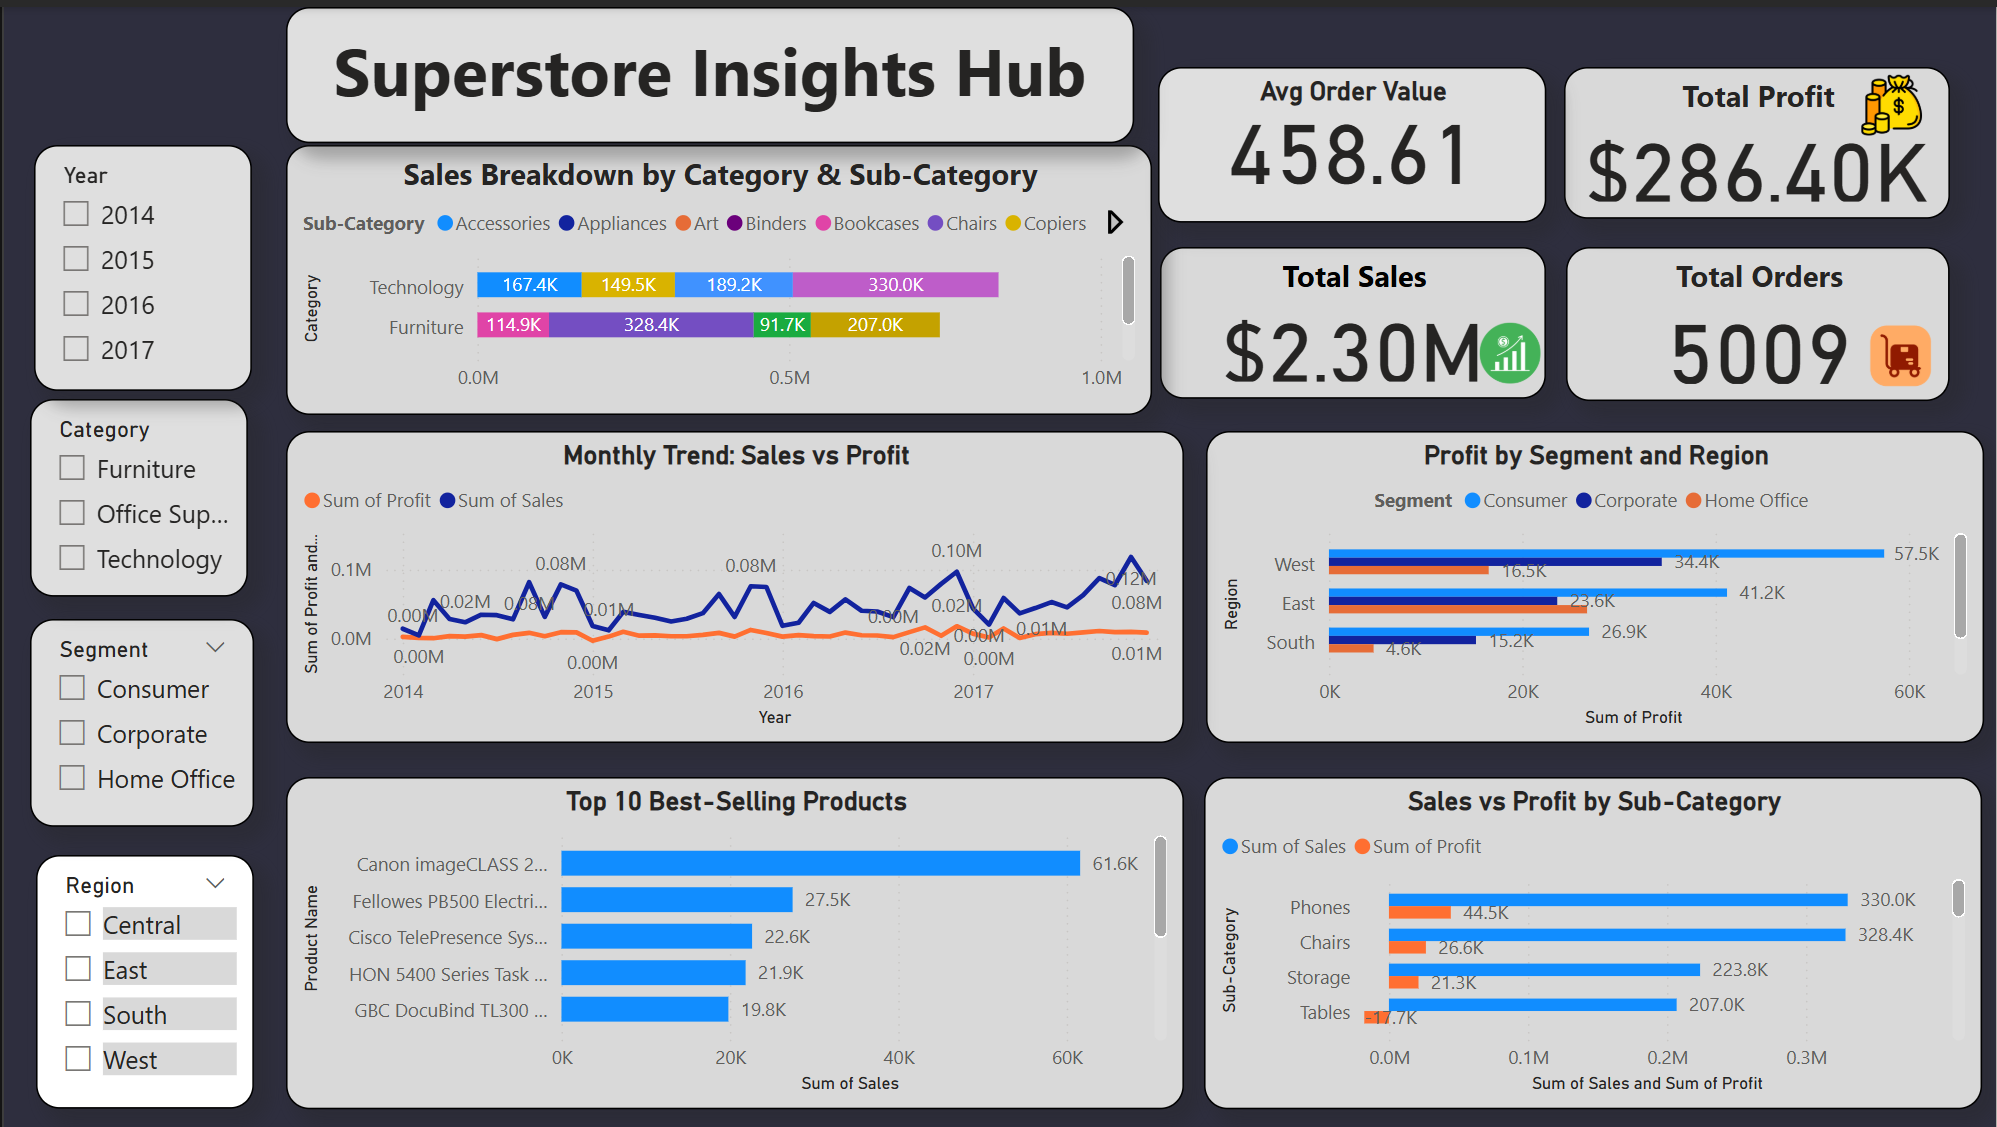 Superstore Insights Hub
Avg Order Value
458.61
Total Profit
$286.40K
Total Sales
$2.30M
Total Orders
5009
Year
2014
2015
2016
2017
Category
Furniture
Office Sup...
Technology
Segment
Consumer
Corporate
Home Office
Region
Central
East
South
West
Sales Breakdown by Category & Sub-Category
Sub-Category Accessories Appliances Art Binders Bookcases Chairs Copiers
Category
Technology 167.4K 149.5K 189.2K 330.0K
Furniture 114.9K 328.4K 91.7K 207.0K
0.0M 0.5M 1.0M
Monthly Trend: Sales vs Profit
Sum of Profit Sum of Sales
Sum of Profit and...
0.1M
0.0M
0.08M 0.08M 0.10M 0.12M
0.00M 0.02M 0.08M 0.01M 0.00M 0.02M 0.08M
0.00M 0.01M
0.00M 0.00M 0.02M 0.00M 0.01M
2014 2015 2016 2017
Year
Profit by Segment and Region
Segment Consumer Corporate Home Office
Region
West 57.5K 34.4K 16.5K
East 41.2K 23.6K
South 26.9K 15.2K 4.6K
0K 20K 40K 60K
Sum of Profit
Top 10 Best-Selling Products
Product Name
Canon imageCLASS 2... 61.6K
Fellowes PB500 Electri... 27.5K
Cisco TelePresence Sys... 22.6K
HON 5400 Series Task ... 21.9K
GBC DocuBind TL300 ... 19.8K
0K 20K 40K 60K
Sum of Sales
Sales vs Profit by Sub-Category
Sum of Sales Sum of Profit
Sub-Category
Phones 330.0K 44.5K
Chairs 328.4K 26.6K
Storage 223.8K 21.3K
Tables 207.0K -17.7K
0.0M 0.1M 0.2M 0.3M
Sum of Sales and Sum of Profit